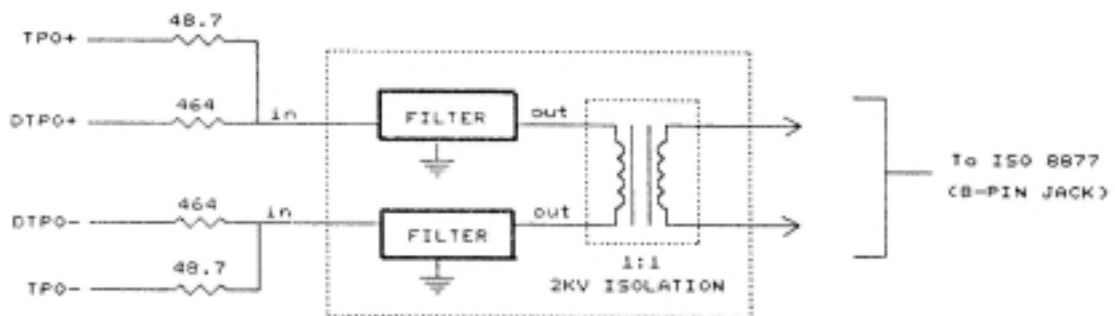 48.7
TPO+
464
DTPO+
in
FILTER
out
To ISO 8877
(8-PIN JACK)
464
DTPO-
in
FILTER
out
48.7
TPO-
1:1
2KV ISOLATION